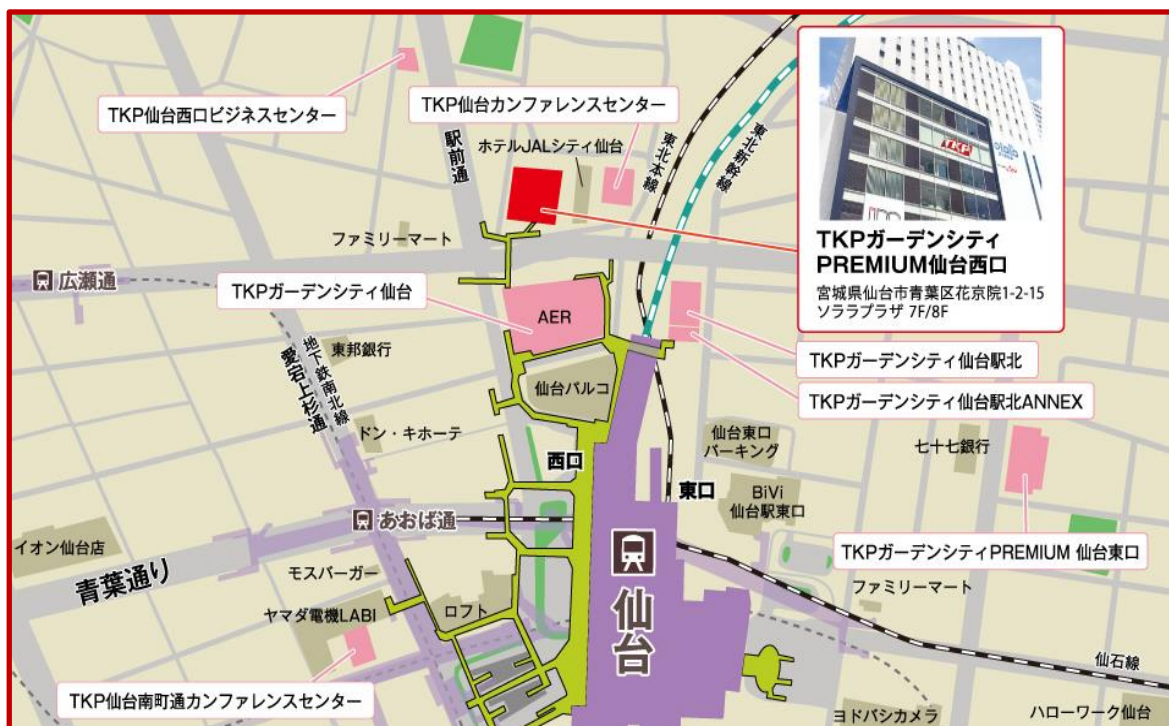 TKP仙台西口ビジネスセンター
TKP仙台カンファレンスセンター
ホテルJALシティ仙台
駅前通
東北本線
東北新幹線
TKP
TKPガーデンシティ
PREMIUM仙台西口
宮城県仙台市青葉区花京院1-2-15
ソララプラザ 7F/8F
ファミリーマート
広瀬通
TKPガーデンシティ仙台
AER
東邦銀行
地下鉄南北線
愛宕上杉通
仙台パルコ
TKPガーデンシティ仙台駅北
TKPガーデンシティ仙台駅北ANNEX
ドン・キホーテ
西口
東口
仙台東口
パーキング
七十七銀行
BiVi
仙台駅東口
あおば通
イオン仙台店
青葉通り
TKPガーデンシティPREMIUM 仙台東口
モスバーガー
ヤマダ電機LABI
ロフト
仙台
ファミリーマート
仙石線
TKP仙台南町通カンファレンスセンター
ヨドバシカメラ
ハローワーク仙台